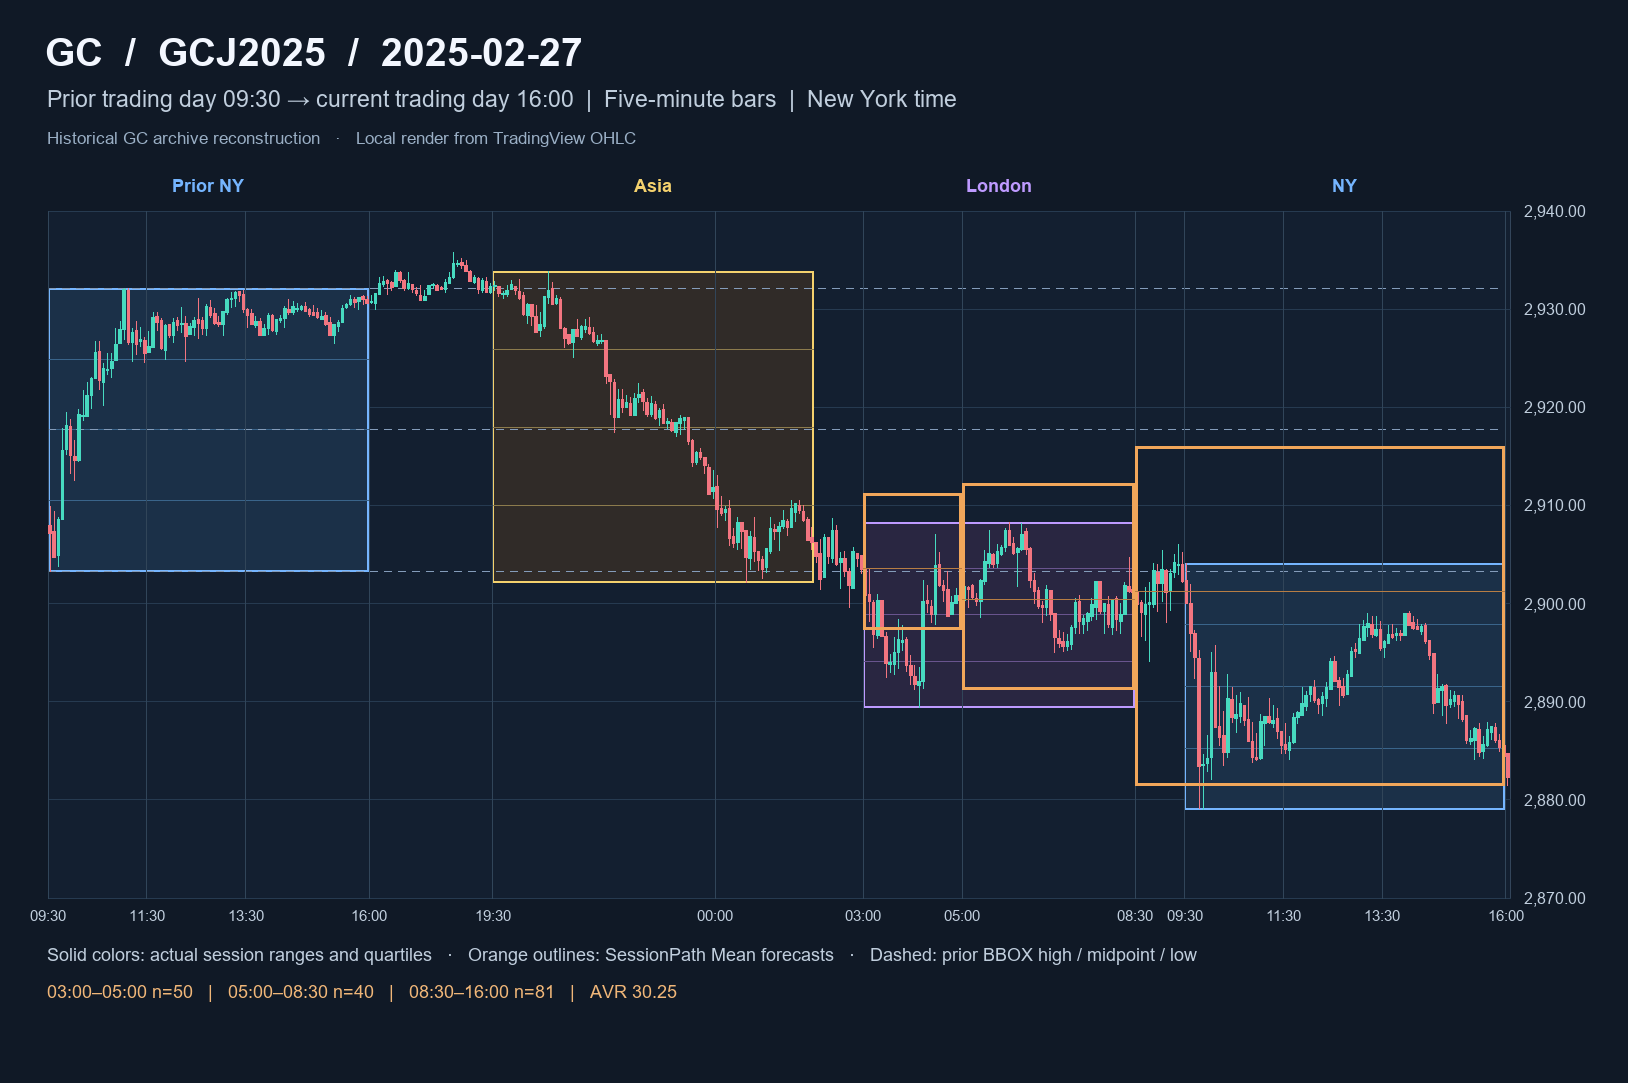 GC / GCJ2025 / 2025-02-27
Prior trading day 09:30 → current trading day 16:00 | Five-minute bars | New York time
Historical GC archive reconstruction · Local render from TradingView OHLC
Prior NY Asia London NY
2,940.00
2,930.00
2,920.00
2,910.00
2,900.00
2,890.00
2,880.00
2,870.00
09:30 11:30 13:30 16:00 19:30 00:00 03:00 05:00 08:30 09:30 11:30 13:30 16:00
Solid colors: actual session ranges and quartiles · Orange outlines: SessionPath Mean forecasts · Dashed: prior BBOX high / midpoint / low
03:00–05:00 n=50 | 05:00–08:30 n=40 | 08:30–16:00 n=81 | AVR 30.25